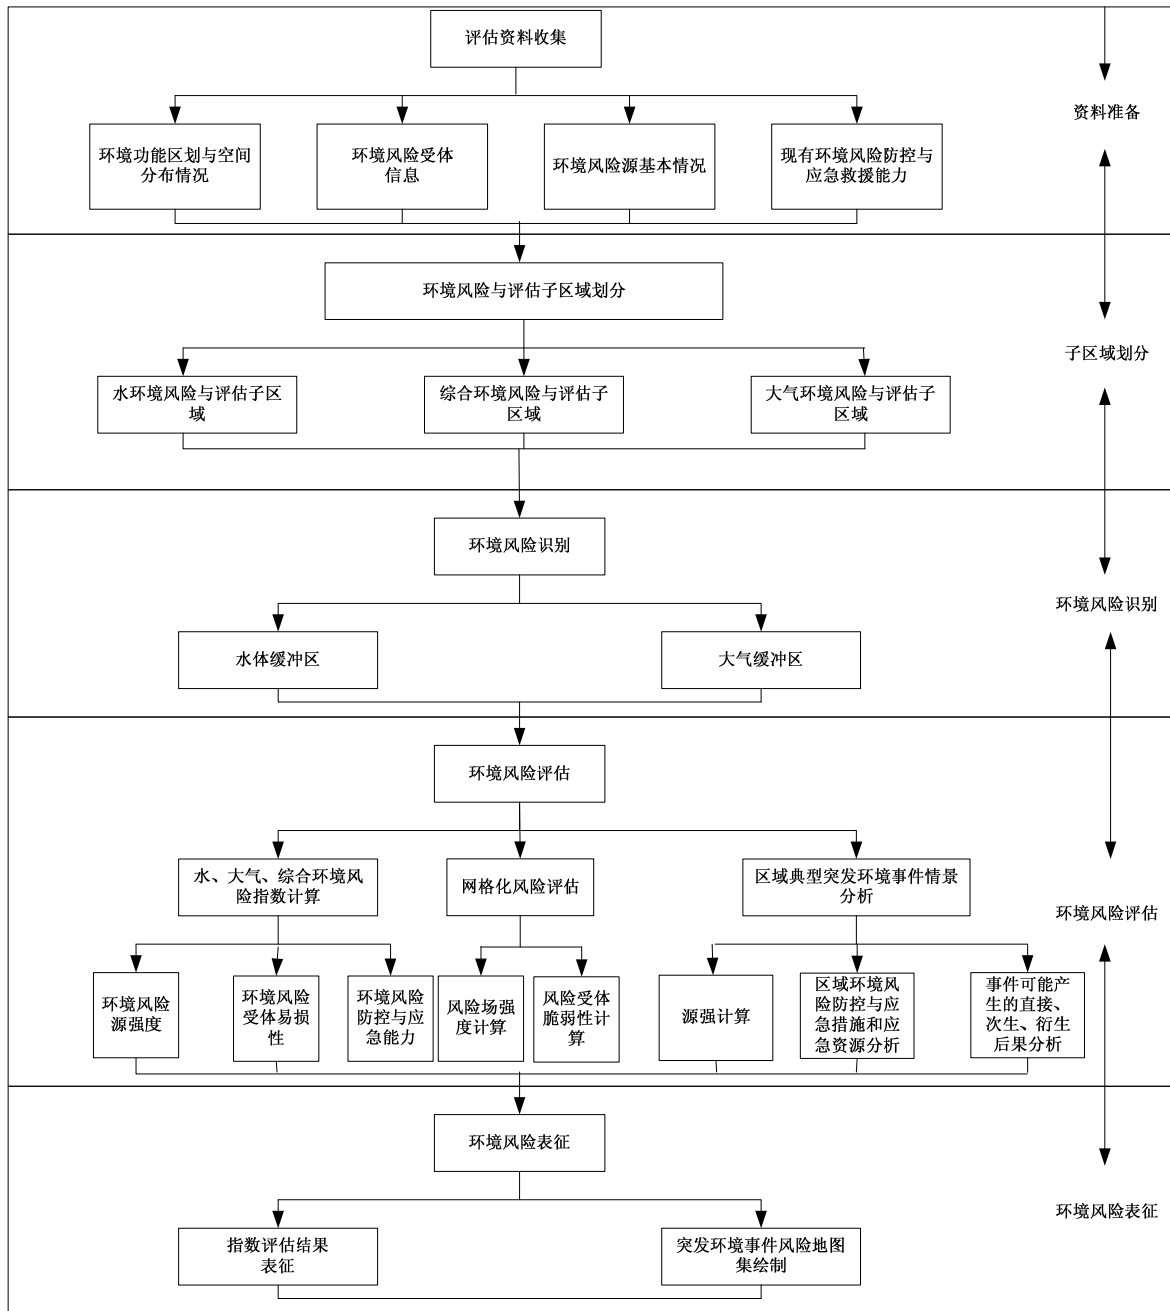 评估资料收集
资料准备
环境功能区划与空间
分布情况
环境风险受体
信息
环境风险源基本情况
现有环境风险防控与
应急救援能力
环境风险与评估子区域划分
子区域划分
水环境风险与评估子区
域
综合环境风险与评估子
区域
大气环境风险与评估子
区域
环境风险识别
环境风险识别
水体缓冲区
大气缓冲区
环境风险评估
水、大气、综合环境风
险指数计算
网格化风险评估
区域典型突发环境事件情景
分析
环境风险评估
环境风险
源强度
环境风险
受体易损
性
环境风险
防控与应
急能力
风险场强
度计算
风险受体
脆弱性计
算
源强计算
区域环境风
险防控与应
急措施和应
急资源分析
事件可能产
生的直接、
次生、衍生
后果分析
环境风险表征
环境风险表征
指数评估结果
表征
突发环境事件风险地图
集绘制